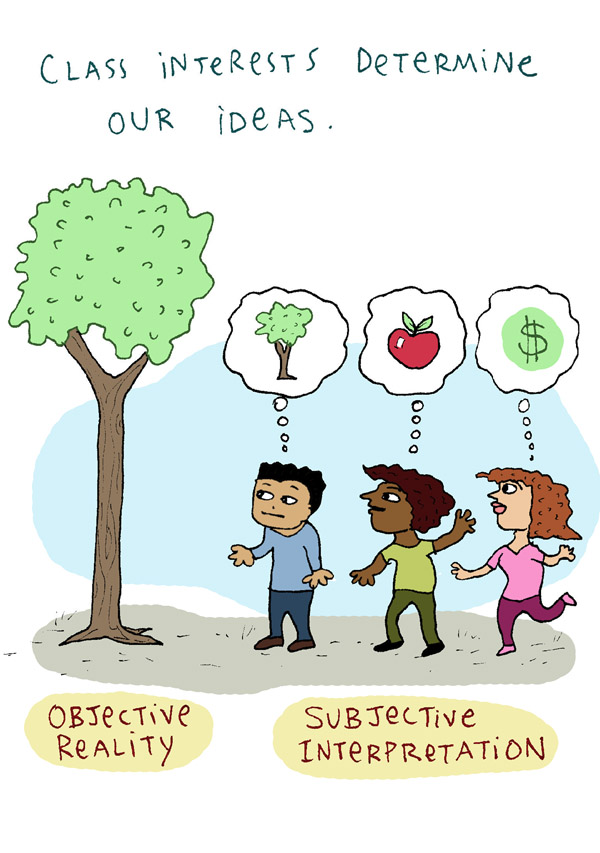 CLASS iNTeReSTS DeTeRMiNe
OUR iDeAS.
$
OBJeCTiVe
ReALiTy
SUBJeCTiVe
iNTeRPReTATiON